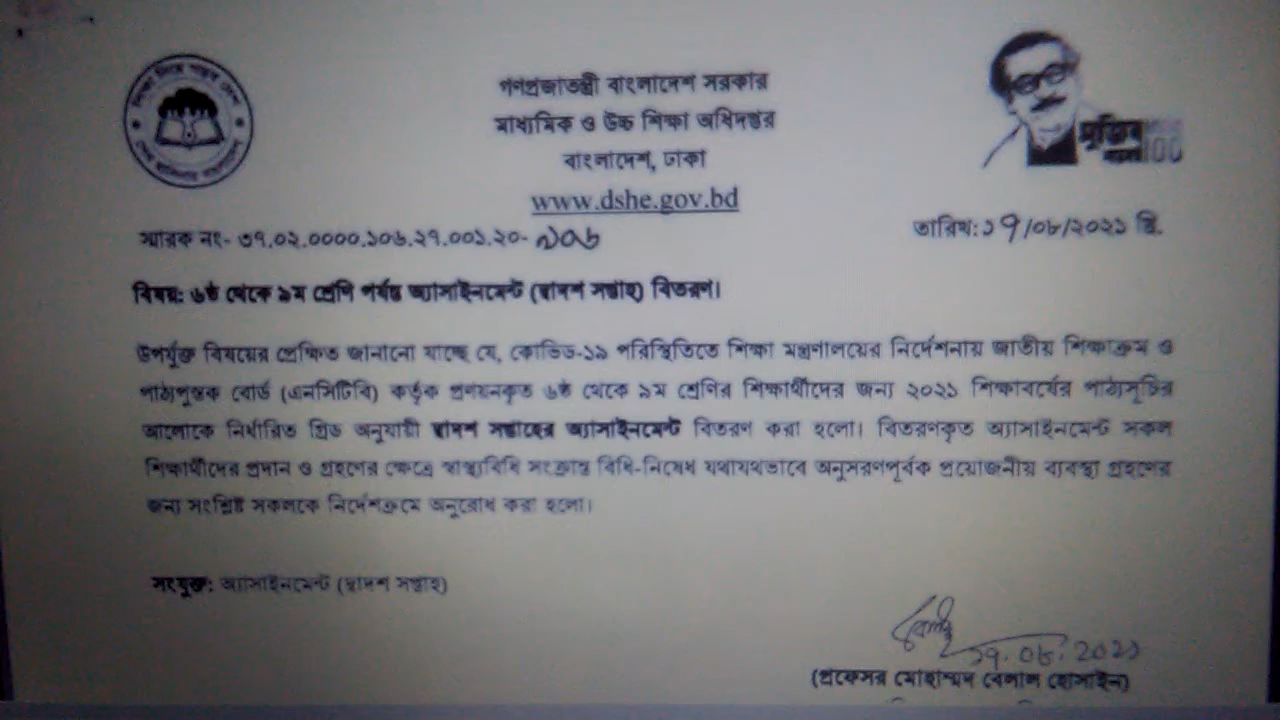 গণপ্রজাতন্ত্রী বাংলাদেশ সরকার
মাধ্যমিক ও উচ্চ শিক্ষা অধিদপ্তর
বাংলাদেশ, ঢাকা
www.dshe.gov.bd
স্মারক নং- ৩৭.০২.০০০০.১০৬.২৭.০০১.২০- ১০৬
তারিখ:১৭/০৮/২০২১ খ্রি.
মুজিব
100
বিষয়: ৬ষ্ঠ থেকে ৯ম শ্রেণি পর্যন্ত অ্যাসাইনমেন্ট (দ্বাদশ সপ্তাহ) বিতরণ।
উপর্যুক্ত বিষয়ের প্রেক্ষিত জানানো যাচ্ছে যে, কোভিড-১৯ পরিস্থিতিতে শিক্ষা মন্ত্রণালয়ের নির্দেশনায় জাতীয় শিক্ষাক্রম ও
পাঠ্যপুস্তক বোর্ড (এনসিটিবি) কর্তৃক প্রণয়নকৃত ৬ষ্ঠ থেকে ৯ম শ্রেণির শিক্ষার্থীদের জন্য ২০২১ শিক্ষাবর্ষের পাঠ্যসূচির
আলোকে নির্ধারিত গ্রিড অনুযায়ী দ্বাদশ সপ্তাহের অ্যাসাইনমেন্ট বিতরণ করা হলো। বিতরণকৃত অ্যাসাইনমেন্ট সকল
শিক্ষার্থীদের প্রদান ও গ্রহণের ক্ষেত্রে স্বাস্থ্যবিধি সংক্রান্ত বিধি-নিষেধ যথাযথভাবে অনুসরণপূর্বক প্রয়োজনীয় ব্যবস্থা গ্রহণের
জন্য সংশ্লিষ্ট সকলকে নির্দেশক্রমে অনুরোধ করা হলো।
সংযুক্ত: অ্যাসাইনমেন্ট (দ্বাদশ সপ্তাহ)
১৭.০৮.২০২১
(প্রফেসর মোহাম্মদ বেলাল হোসাইন)